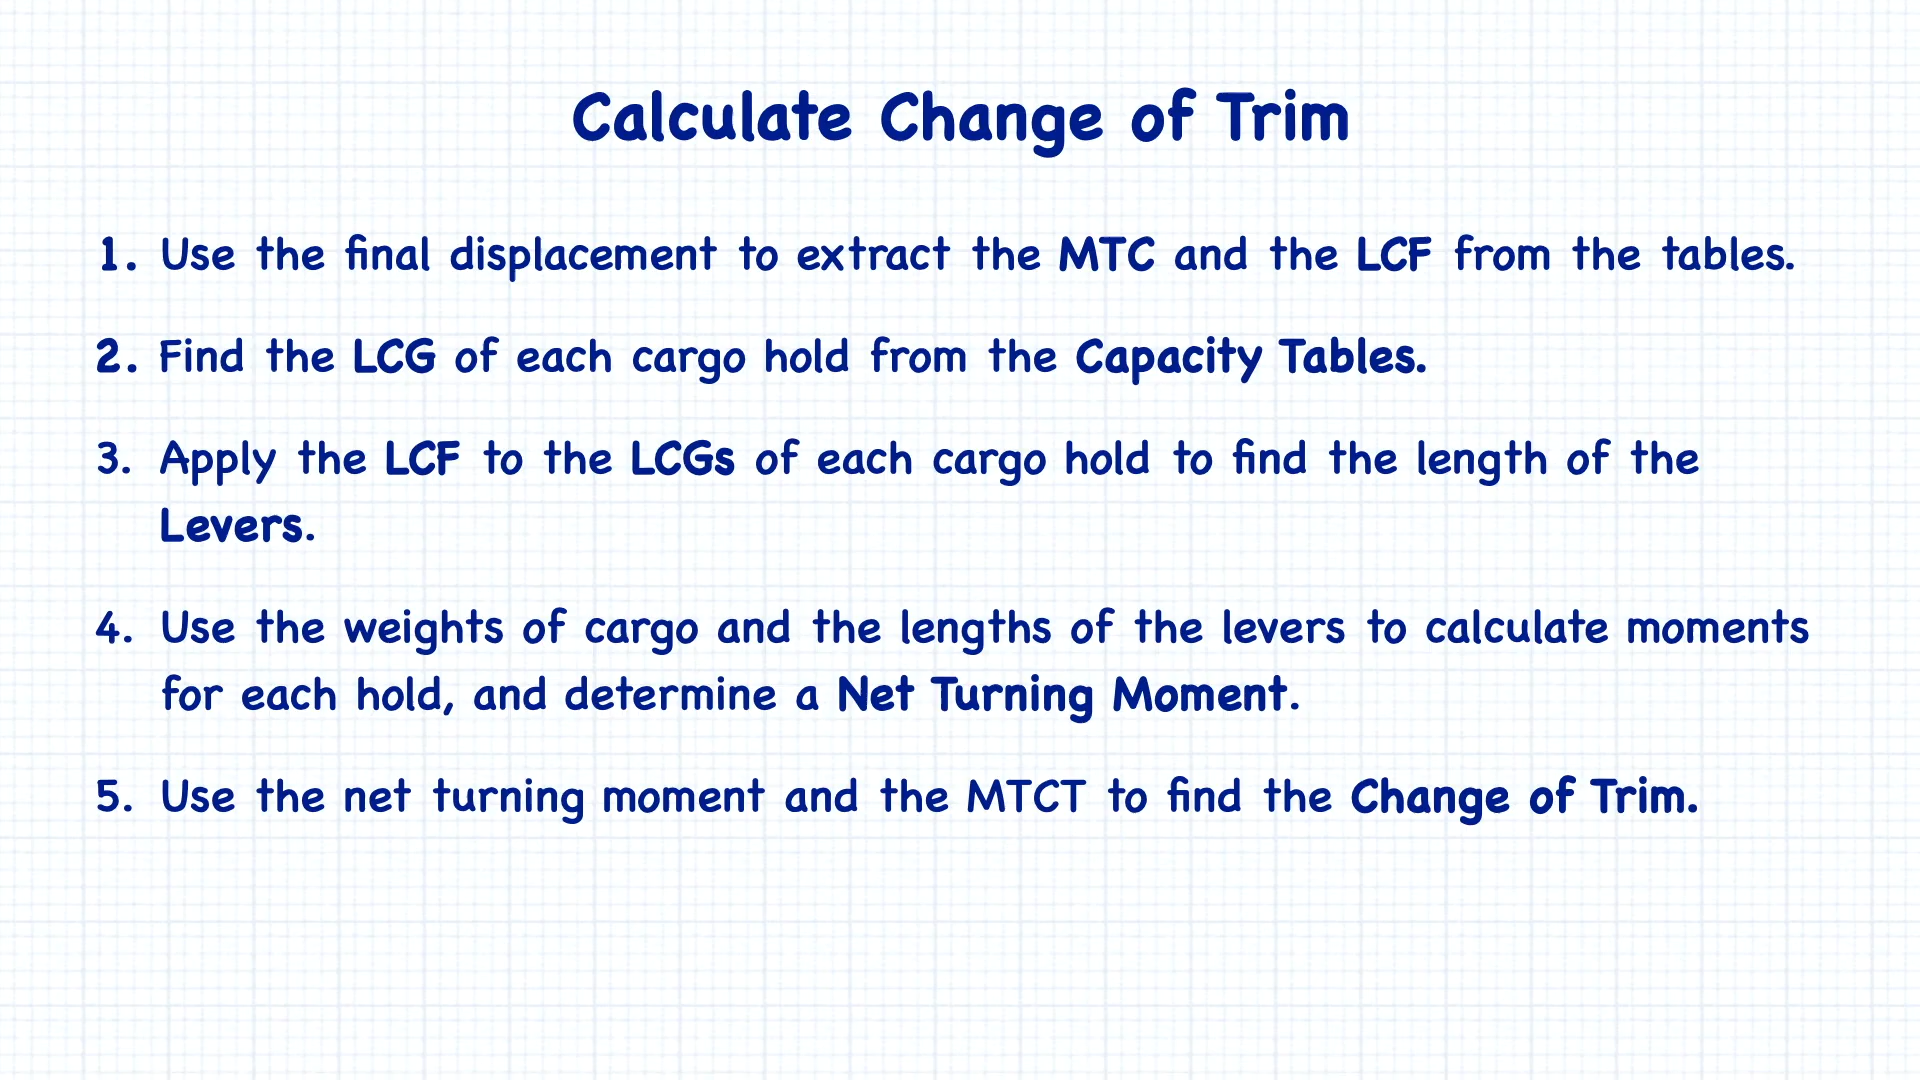 Calculate Change of Trim
1. Use the final displacement to extract the MTC and the LCF from the tables.
2. Find the LCG of each cargo hold from the Capacity Tables.
3. Apply the LCF to the LCGs of each cargo hold to find the length of the
Levers.
4. Use the weights of cargo and the lengths of the levers to calculate moments
for each hold, and determine a Net Turning Moment.
5. Use the net turning moment and the MTCT to find the Change of Trim.